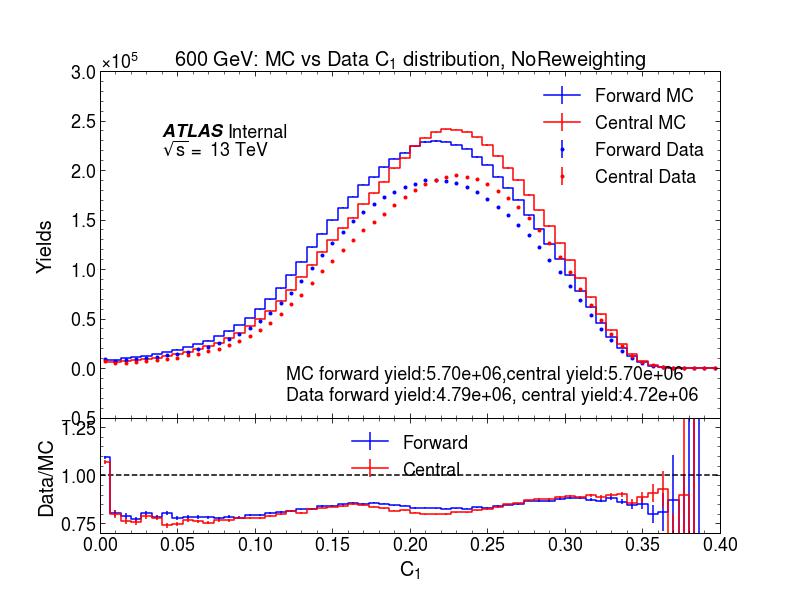 ×10⁵
600 GeV: MC vs Data C₁ distribution, NoReweighting
3.0
Forward MC
2.5
Central MC
ATLAS Internal
√s = 13 TeV
Forward Data
2.0
Central Data
1.5
Yields
1.0
0.5
0.0
MC forward yield:5.70e+06,central yield:5.70e+06
Data forward yield:4.79e+06, central yield:4.72e+06
0.5
1.25
Forward
1.00
Central
Data/MC
0.75
0.00 0.05 0.10 0.15 0.20 0.25 0.30 0.35 0.40
C₁